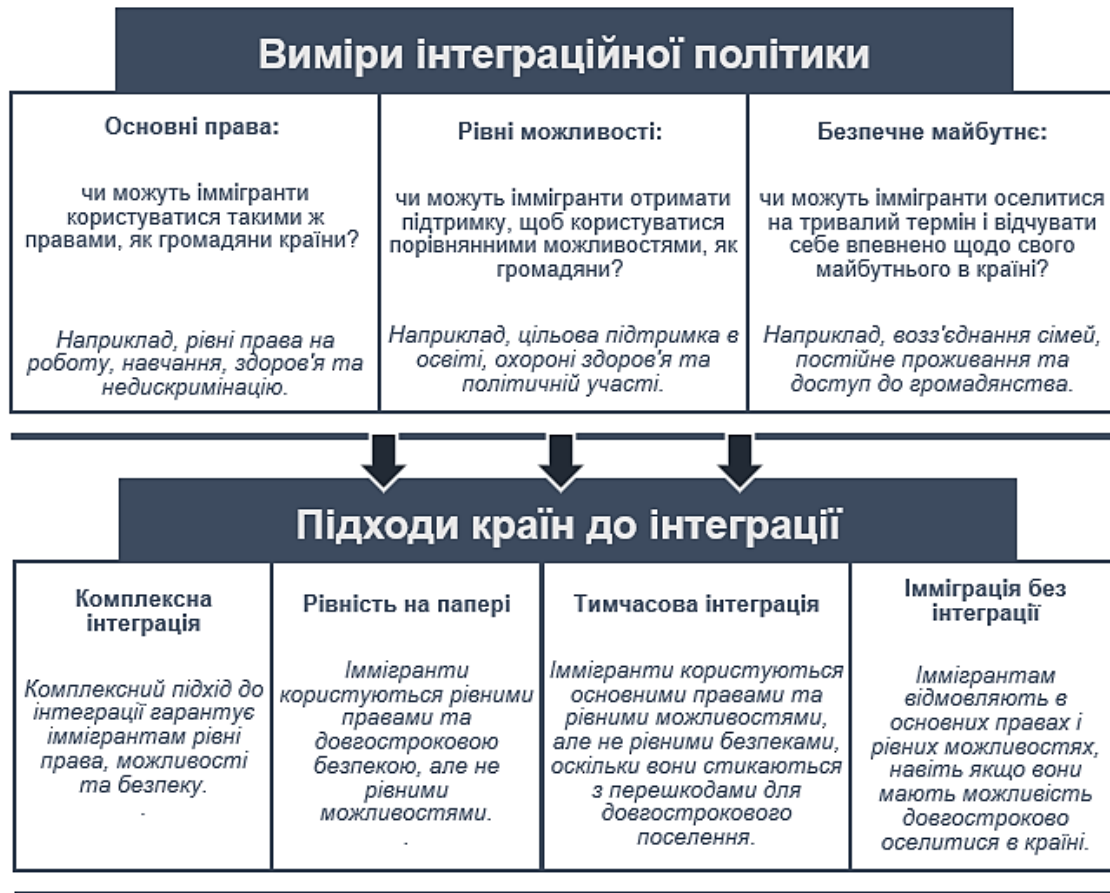 Виміри інтеграційної політики
Основні права:
чи можуть іммігранти
користуватися такими ж
правами, як громадяни країни?
Наприклад, рівні права на
роботу, навчання, здоров'я та
недискримінацію.
Рівні можливості:
чи можуть іммігранти отримати
підтримку, щоб користуватися
порівнянними можливостями, як
громадяни?
Наприклад, цільова підтримка в
освіті, охороні здоров'я та
політичній участі.
Безпечне майбутнє:
чи можуть іммігранти оселитися
на тривалий термін і відчувати
себе впевнено щодо свого
майбутнього в країні?
Наприклад, возз'єднання сімей,
постійне проживання та
доступ до громадянства.
Підходи країн до інтеграції
Комплексна
інтеграція
Комплексний підхід до
інтеграції гарантує
іммігрантам рівні
права, можливості
та безпеку.
.
Рівність на папері
Іммігранти
користуються рівними
правами та
довгостроковою
безпекою, але не
рівними
можливостями.
.
Тимчасова інтеграція
Іммігранти користуються
основними правами та
рівними можливостями,
але не рівними безпеками,
оскільки вони стикаються
з перешкодами для
довгострокового
поселення.
Імміграція без
інтеграції
Іммігрантам
відмовляють в
основних правах і
рівних можливостях,
навіть якщо вони
мають можливість
довгостроково
оселитися в країні.